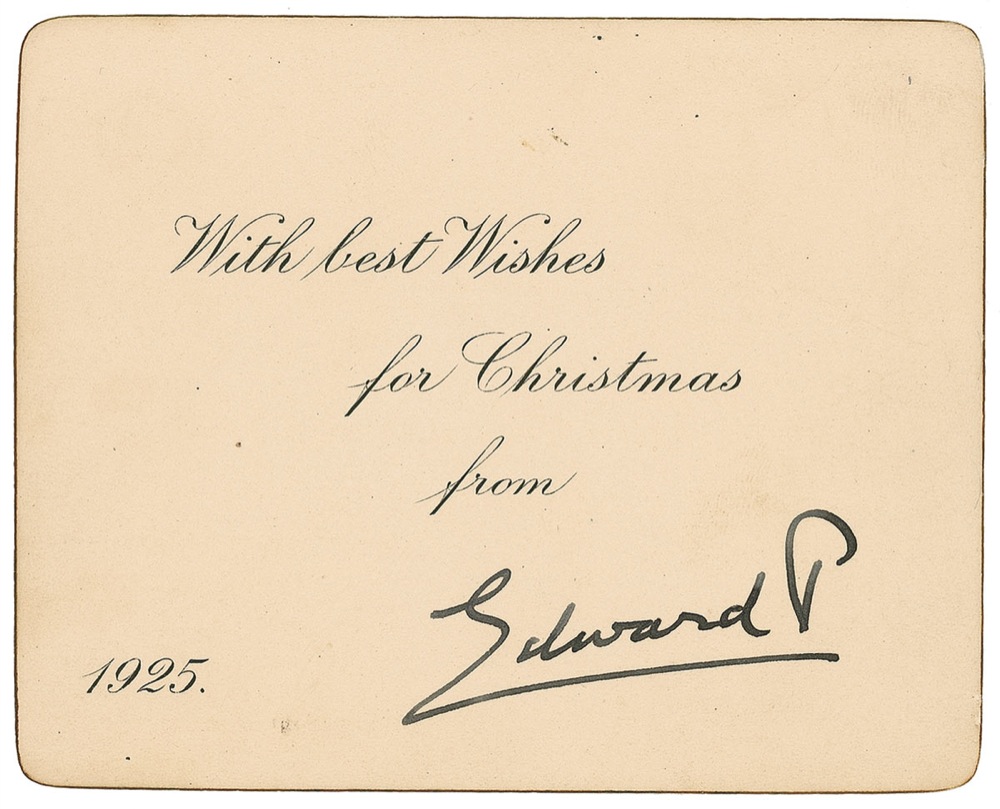 With best Wishes
for Christmas
from
Edward P
1925.